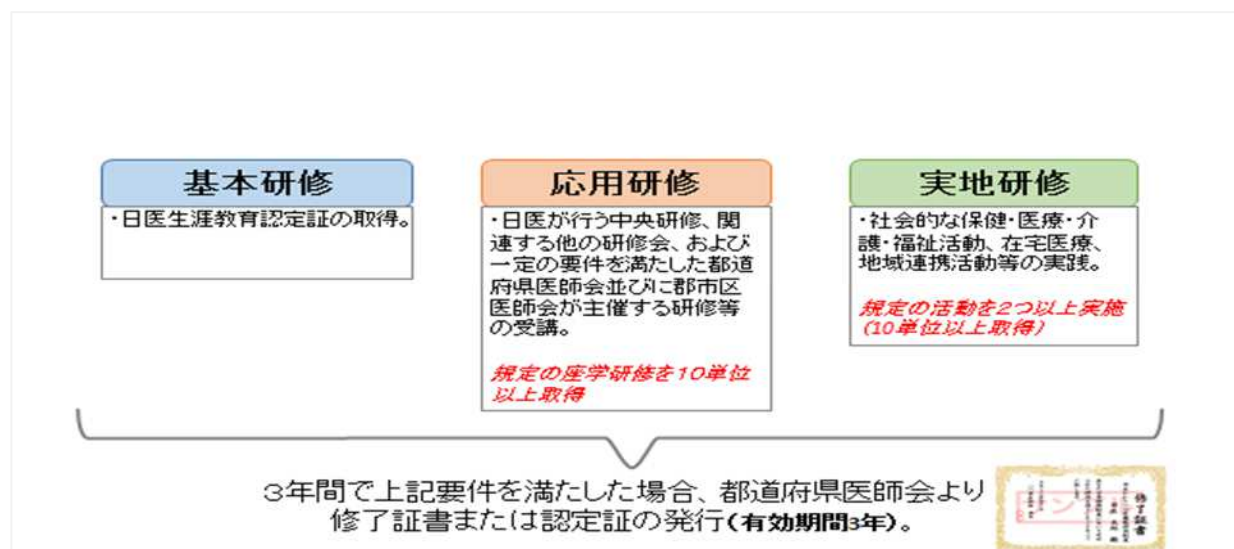 基本研修
・日医生涯教育認定証の取得。
応用研修
・日医が行う中央研修、関
連する他の研修会、および
一定の要件を満たした都道
府県医師会並びに郡市区
医師会が主催する研修等
の受講。
規定の座学研修を10単位
以上取得
実地研修
・社会的な保健・医療・介
護・福祉活動、在宅医療、
地域連携活動等の実践。
規定の活動を2つ以上実施
(10単位以上取得)
3年間で上記要件を満たした場合、都道府県医師会より
修了証書または認定証の発行(有効期間3年)。
修了証書